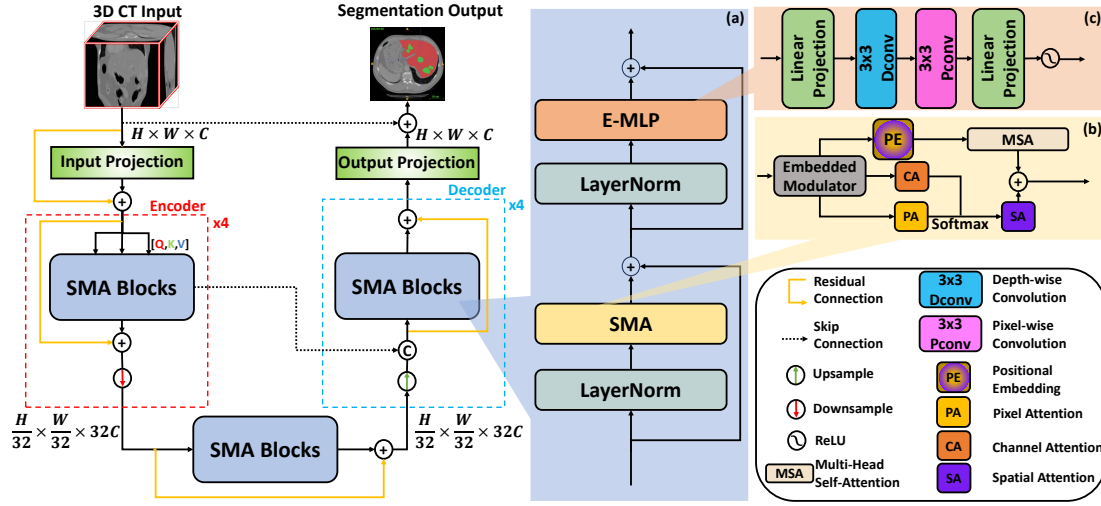 3D CT Input
Segmentation Output
H × W × C
H × W × C
Input Projection
Output Projection
Encoder
x4
Decoder
x4
[Q,K,V]
SMA Blocks
SMA Blocks
C
H/32 × W/32 × 32C
H/32 × W/32 × 32C
SMA Blocks
(a)
E-MLP
LayerNorm
SMA
LayerNorm
(c)
Linear
Projection
3x3
Dconv
3x3
Pconv
Linear
Projection
(b)
PE
MSA
Embedded
Modulator
CA
PA
Softmax
SA
Residual
Connection
Skip
Connection
Upsample
Downsample
ReLU
MSA
Multi-Head
Self-Attention
3x3
Dconv
Depth-wise
Convolution
3x3
Pconv
Pixel-wise
Convolution
PE
Positional
Embedding
PA
Pixel Attention
CA
Channel Attention
SA
Spatial Attention